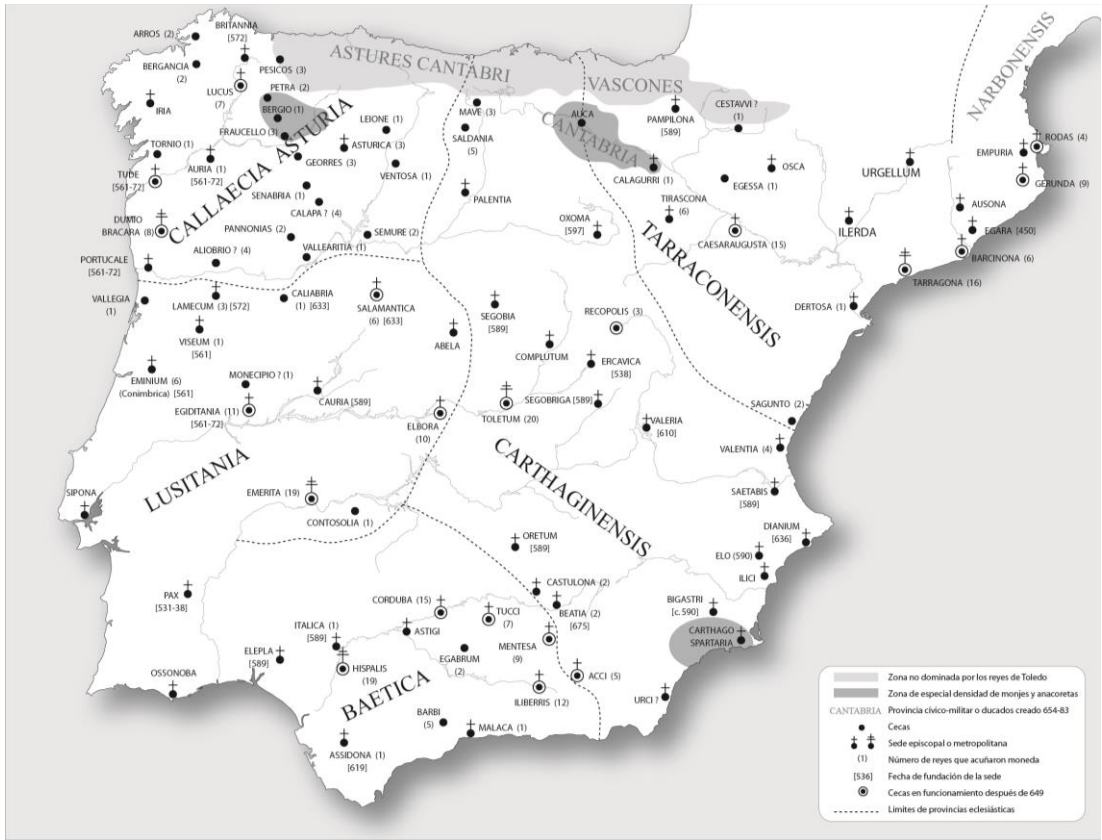 BRITANNIA
[572]
ARROS (2)
BERGANCIA
(2)
PESICOS (3)
LUCUS
(7)
PETRA (2)
BERGIO (1)
IRIA
FRAUCELLO (3)
LEIONE (1)
ASTURICA (3)
TORNIO (1)
AURIA (1)
[561-72]
GEORRES (3)
VENTOSA (1)
TUDE
[561-72]
SENABRIA (1)
CALAPA ? (4)
DUMIO
BRACARA (8)
PANNONIAS (2)
SEMURE (2)
ALIOBRIO ? (4)
VALLEARITIA (1)
PORTUCALE
[561-72]
CALLAECIA ASTURIA
ASTURES CANTABRI
VASCONES
MAVE (3)
SALDANIA
(5)
AUCA
CANTABRIA
PAMPILONA
[589]
CESTAVVI ?
(1)
CALAGURRI (1)
EGESSA (1)
OSCA
PALENTIA
OXOMA
[597]
TIRASCONA
(6)
CAESARAUGUSTA (15)
TARRACONENSIS
URGELLUM
ILERDA
NARBONENSIS
RODAS (4)
EMPURIA
GERUNDA (9)
AUSONA
EGARA [450]
BARCINONA (6)
TARRAGONA (16)
DERTOSA (1)
VALLEGIA
(1)
LAMECUM (3) [572]
CALIABRIA
(1) [633]
SALAMANTICA
(6) [633]
VISEUM (1)
[561]
ABELA
EMINIUM (6)
(Conimbrica) [561]
MONECIPIO ? (1)
CAURIA [589]
EGIDITANIA (11)
[561-72]
ELBORA
(10)
LUSITANIA
SIPONA
EMERITA (19)
CONTOSOLIA (1)
PAX
[531-38]
OSSONOBA
SEGOBIA
[589]
RECOPOLIS (3)
COMPLUTUM
ERCAVICA
[538]
TOLETUM (20)
SEGOBRIGA [589]
VALERIA
[610]
SAGUNTO (2)
VALENTIA (4)
CARTHAGINENSIS
SAETABIS
[589]
DIANIUM
[636]
ELO (590)
ILICI
ORETUM
[589]
CASTULONA (2)
BEATIA (2)
[675]
BIGASTRI
[c. 590]
CARTHAGO
SPARTARIA
MENTESA
(9)
ACCI (5)
URCI ?
CORDUBA (15)
TUCCI
(7)
ITALICA (1)
[589]
ASTIGI
ELEPLA
[589]
HISPALIS
(19)
EGABRUM
(2)
ILIBERRIS (12)
BAETICA
BARBI
(5)
MALACA (1)
ASSIDONA (1)
[619]
Zona no dominada por los reyes de Toledo
Zona de especial densidad de monjes y anacoretas
CANTABRIA Provincia cívico-militar o ducados creado 654-83
Cecas
Sede episcopal o metropolitana
(1) Número de reyes que acuñaron moneda
[536] Fecha de fundación de la sede
Cecas en funcionamiento después de 649
Limites de provincias eclesiásticas